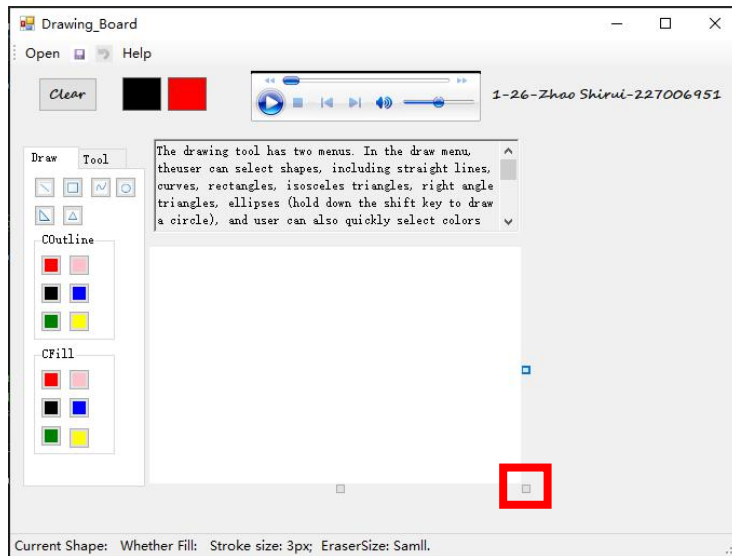 Drawing_Board
Open Help
Clear
1-26-Zhao Shirui-227006951
Draw Tool
The drawing tool has two menus. In the draw menu,
theuser can select shapes, including straight lines,
curves, rectangles, isosceles triangles, right angle
triangles, ellipses (hold down the shift key to draw
a circle), and user can also quickly select colors
COutline
CFill
Current Shape: Whether Fill: Stroke size: 3px; EraserSize: Samll.